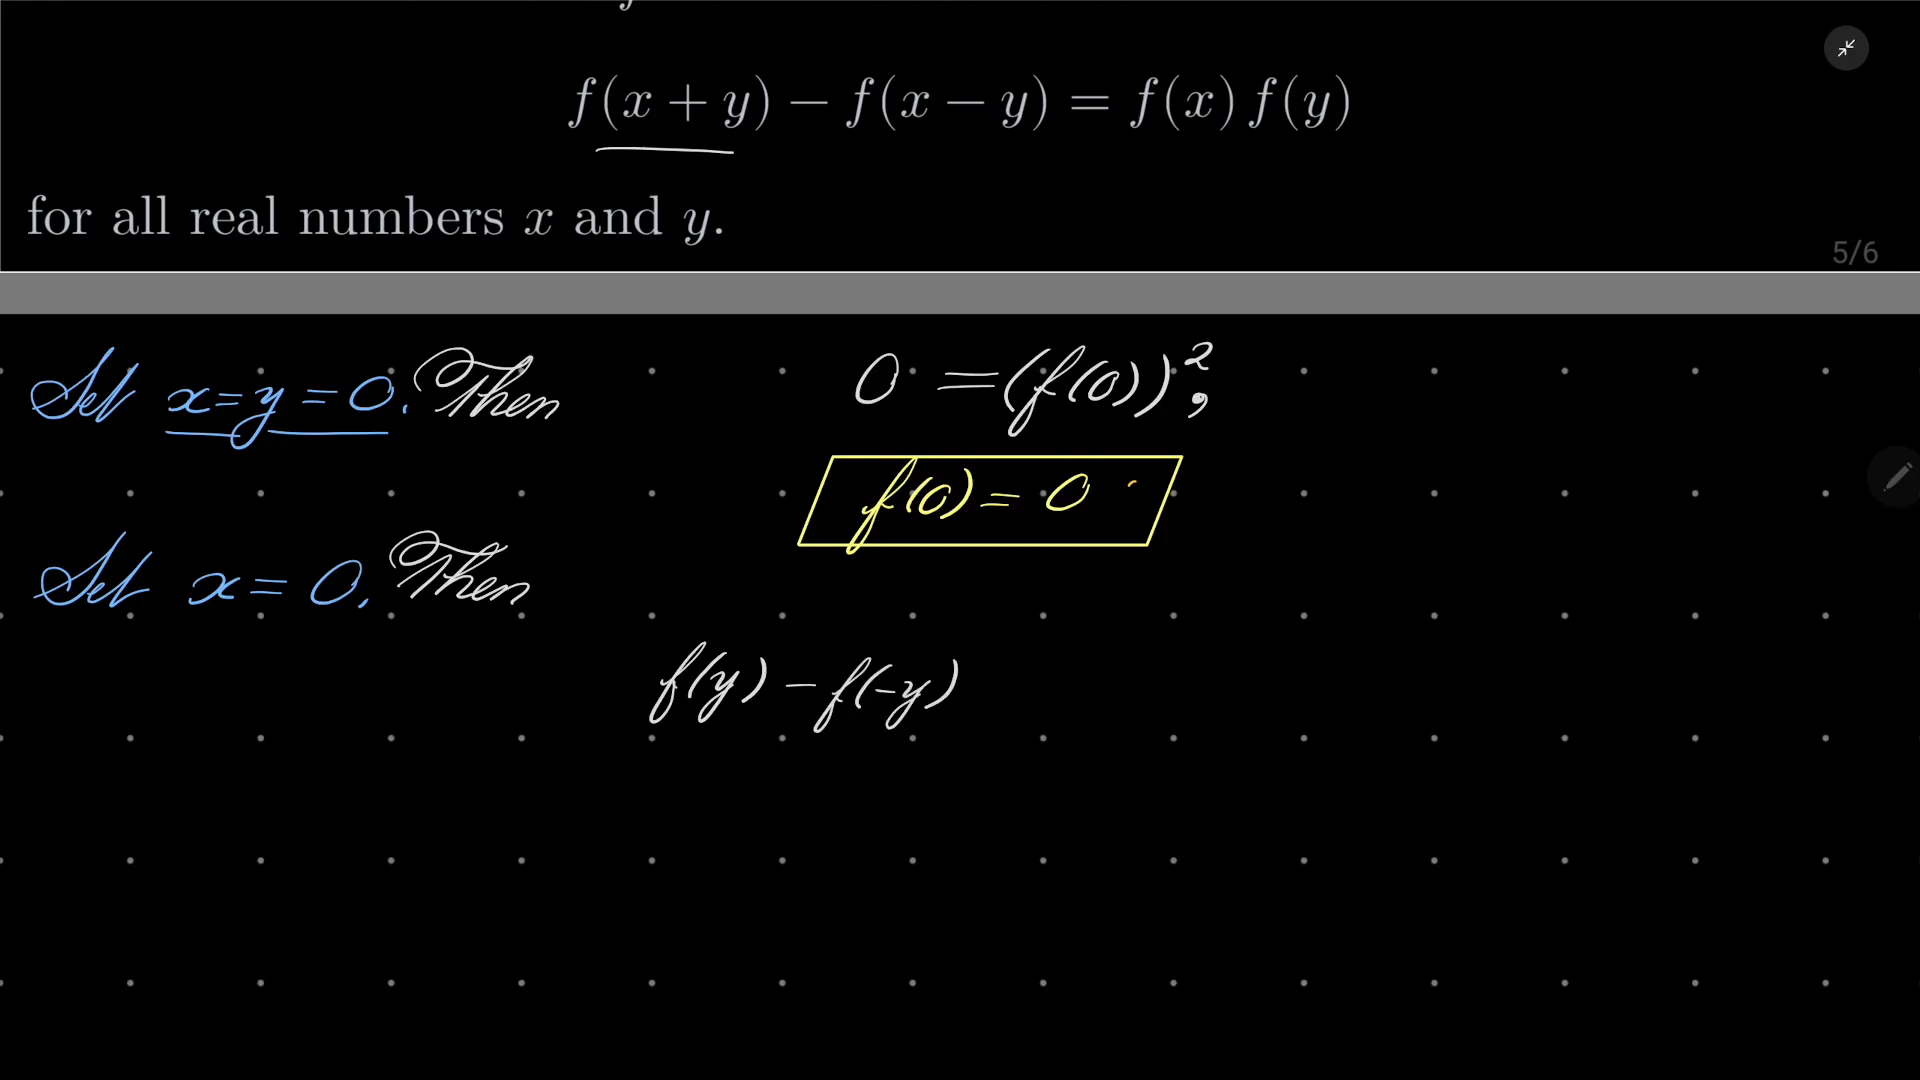 f(x + y) − f(x − y) = f(x) f(y)
for all real numbers x and y.
5/6
Set x=y=0. Then 0 = (f(0))²;
f(0) = 0
Set x = 0, Then
f(y) − f(−y)